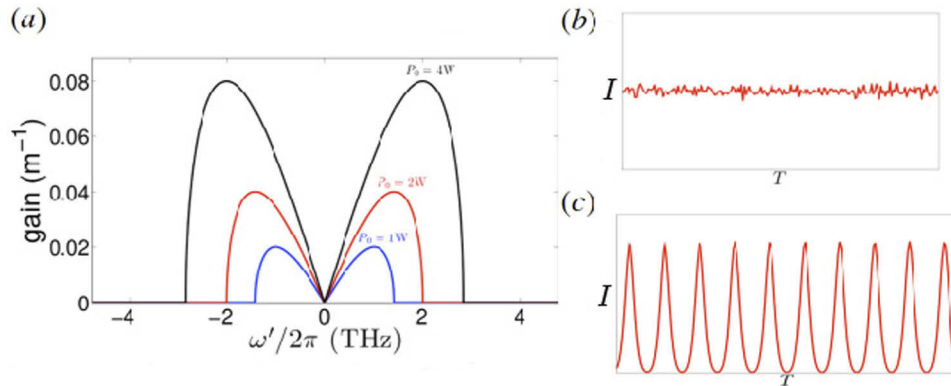 (a)
gain (m⁻¹)
0.08
0.06
0.04
0.02
0
P₀ = 4W
P₀ = 2W
P₀ = 1W
−4
−2
0
2
4
ω′/2π (THz)
(b)
I
T
(c)
I
T